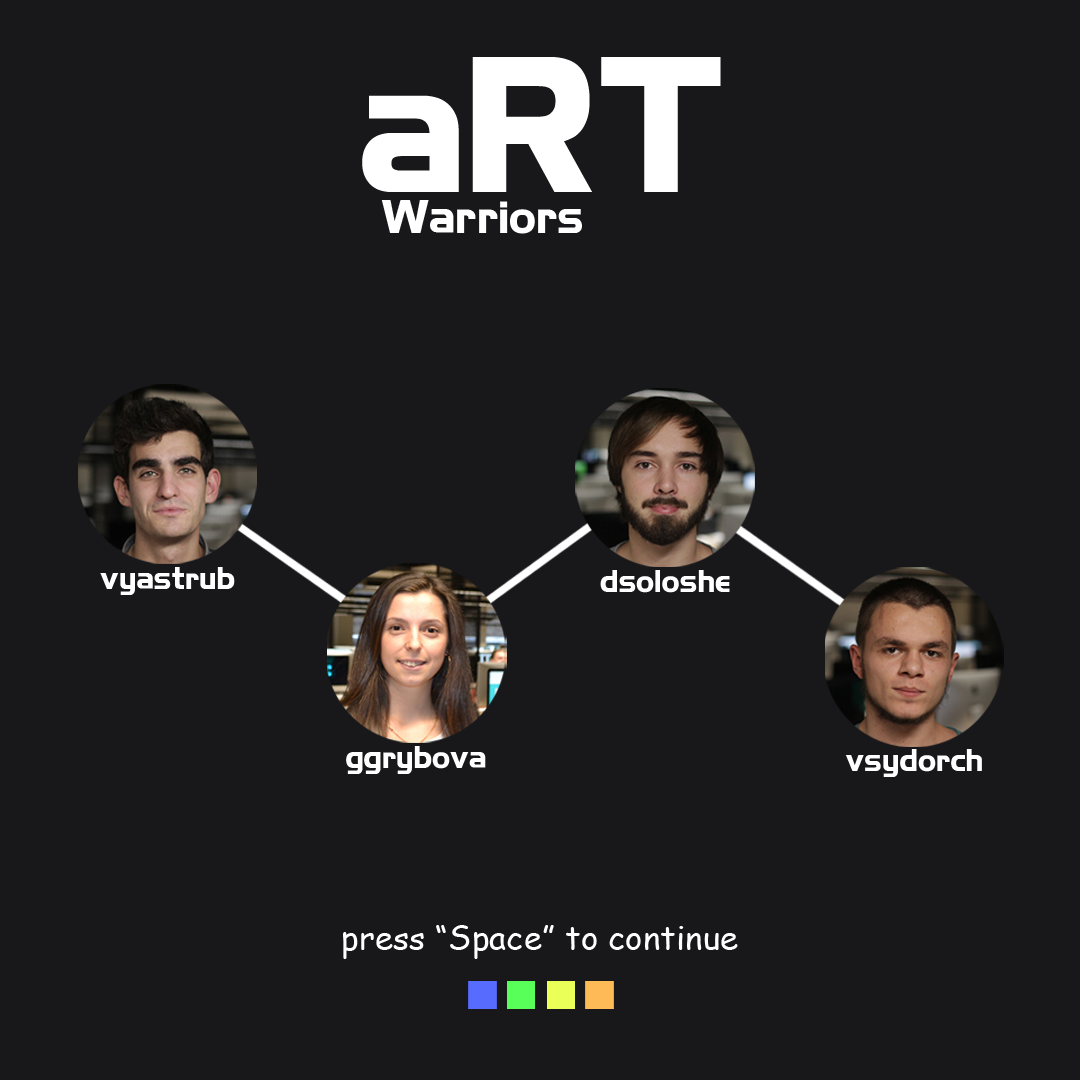 aRT
Warriors
vyastrub
dsoloshe
ggrybova
vsydorch
press “Space” to continue